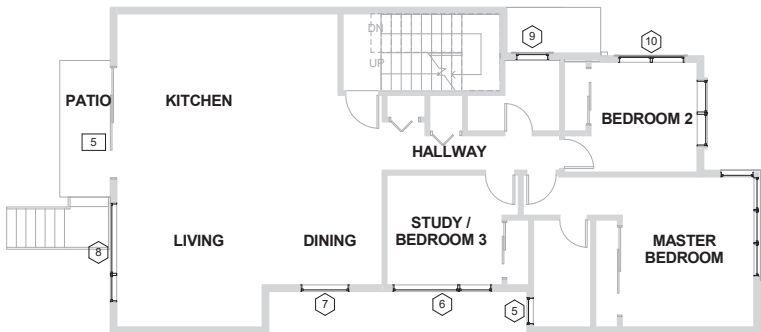 DN
9
10
UP
PATIO
KITCHEN
BEDROOM 2
5
HALLWAY
STUDY /
BEDROOM 3
LIVING
DINING
MASTER
BEDROOM
8
7
6
5